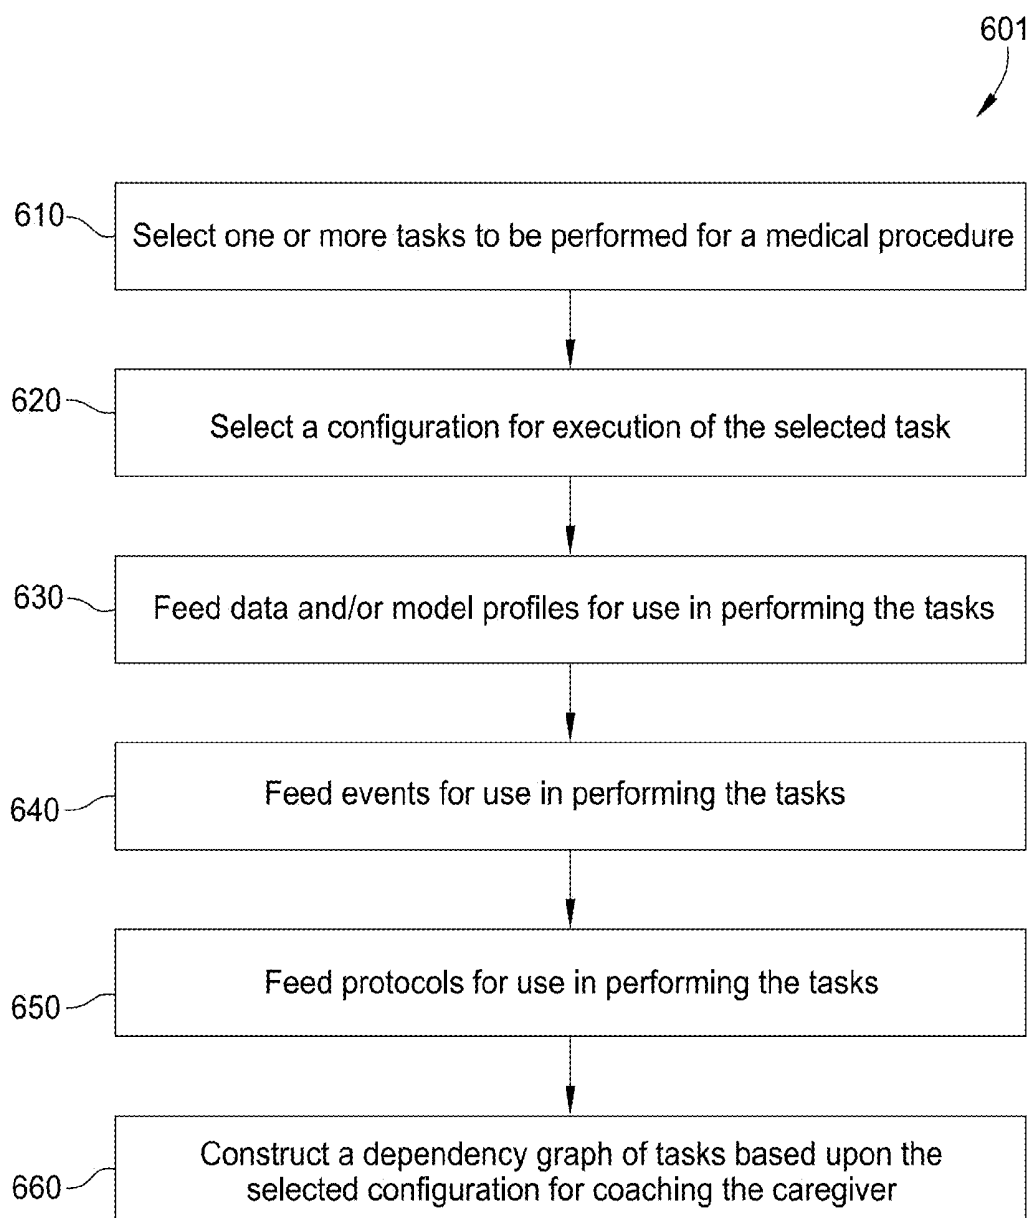 601
610
Select one or more tasks to be performed for a medical procedure
620
Select a configuration for execution of the selected task
630
Feed data and/or model profiles for use in performing the tasks
640
Feed events for use in performing the tasks
650
Feed protocols for use in performing the tasks
660
Construct a dependency graph of tasks based upon the
selected configuration for coaching the caregiver